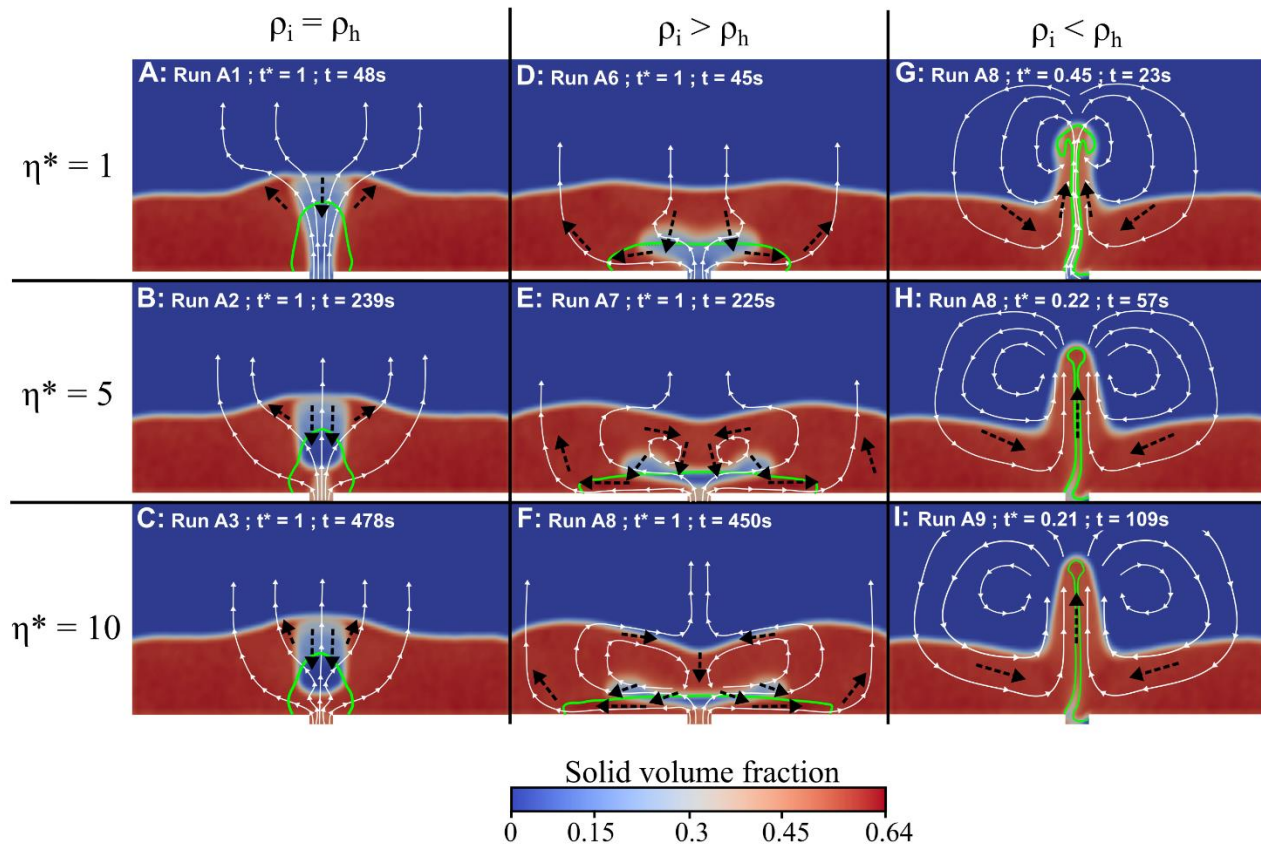 ρi = ρh
ρi > ρh
ρi < ρh
η* = 1
A: Run A1 ; t* = 1 ; t = 48s
D: Run A6 ; t* = 1 ; t = 45s
G: Run A8 ; t* = 0.45 ; t = 23s
η* = 5
B: Run A2 ; t* = 1 ; t = 239s
E: Run A7 ; t* = 1 ; t = 225s
H: Run A8 ; t* = 0.22 ; t = 57s
η* = 10
C: Run A3 ; t* = 1 ; t = 478s
F: Run A8 ; t* = 1 ; t = 450s
I: Run A9 ; t* = 0.21 ; t = 109s
Solid volume fraction
0 0.15 0.3 0.45 0.64